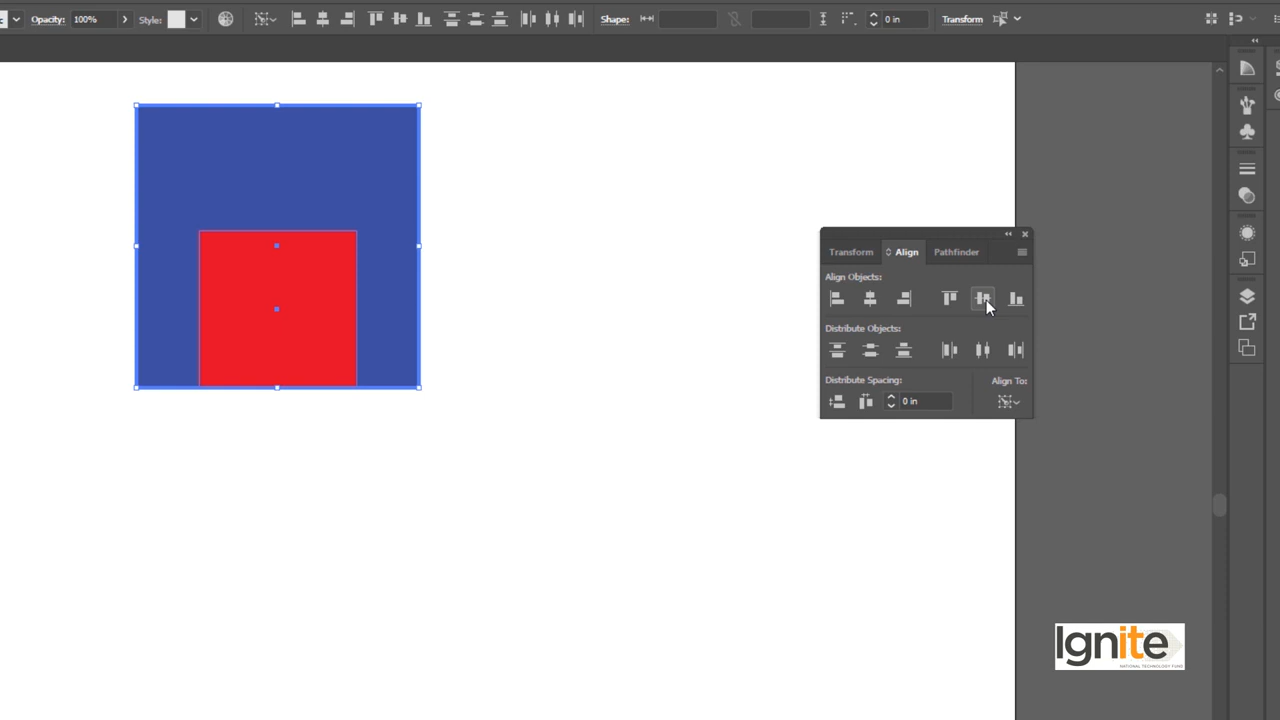 c Opacity: 100% Style: Shape: 0 in Transform
Transform Align Pathfinder
Align Objects:
Distribute Objects:
Distribute Spacing: Align To:
0 in
Ignite
NATIONAL TECHNOLOGY FUND